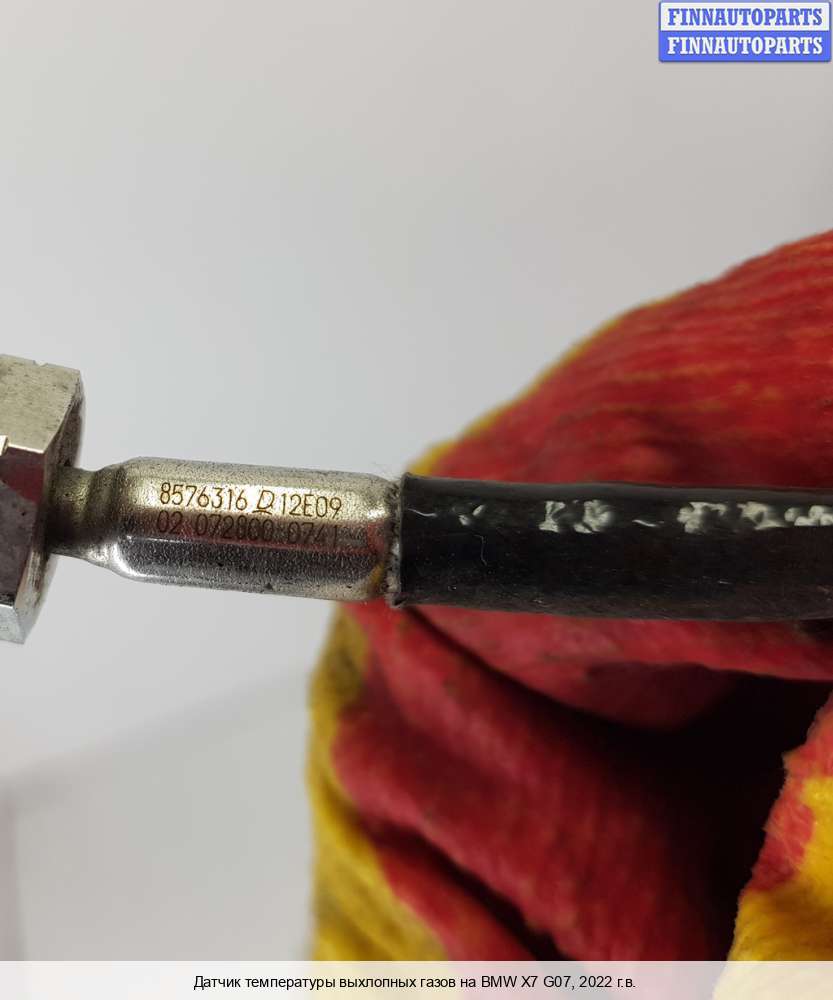 FINNAUTOPARTS
FINNAUTOPARTS
8576316 D 12E09
02 072800 0741
Датчик температуры выхлопных газов на BMW X7 G07, 2022 г.в.